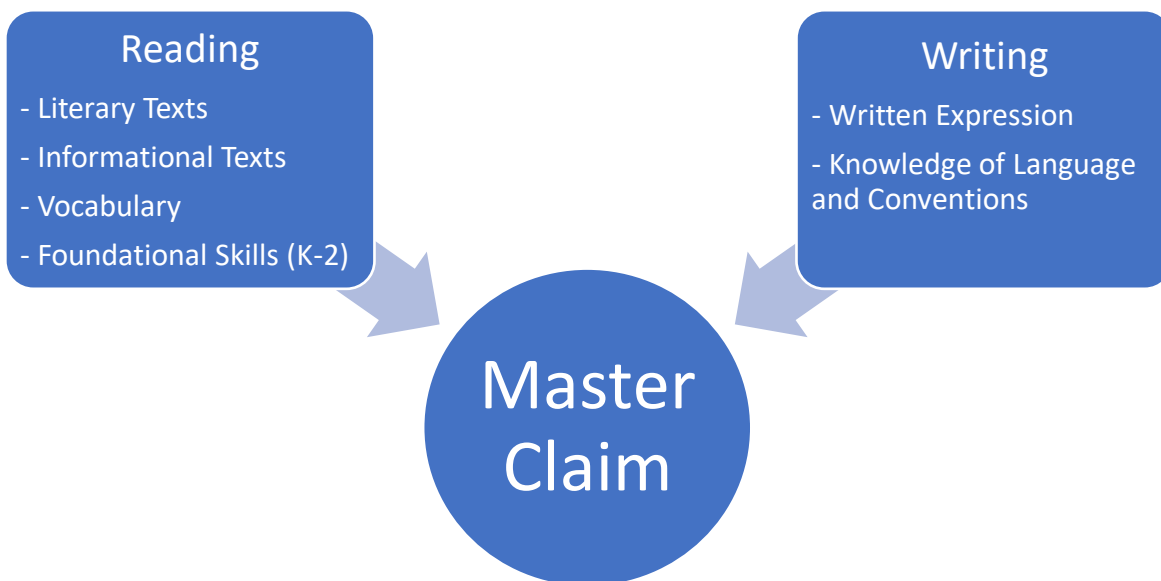 Reading
- Literary Texts
- Informational Texts
- Vocabulary
- Foundational Skills (K-2)
Writing
- Written Expression
- Knowledge of Language
and Conventions
Master
Claim